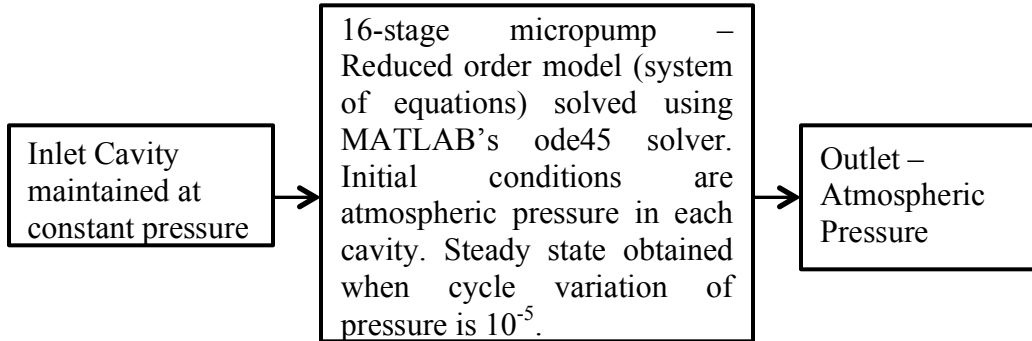 Inlet Cavity
maintained at
constant pressure
16-stage micropump –
Reduced order model (system
of equations) solved using
MATLAB's ode45 solver.
Initial conditions are
atmospheric pressure in each
cavity. Steady state obtained
when cycle variation of
pressure is 10⁻⁵.
Outlet –
Atmospheric
Pressure